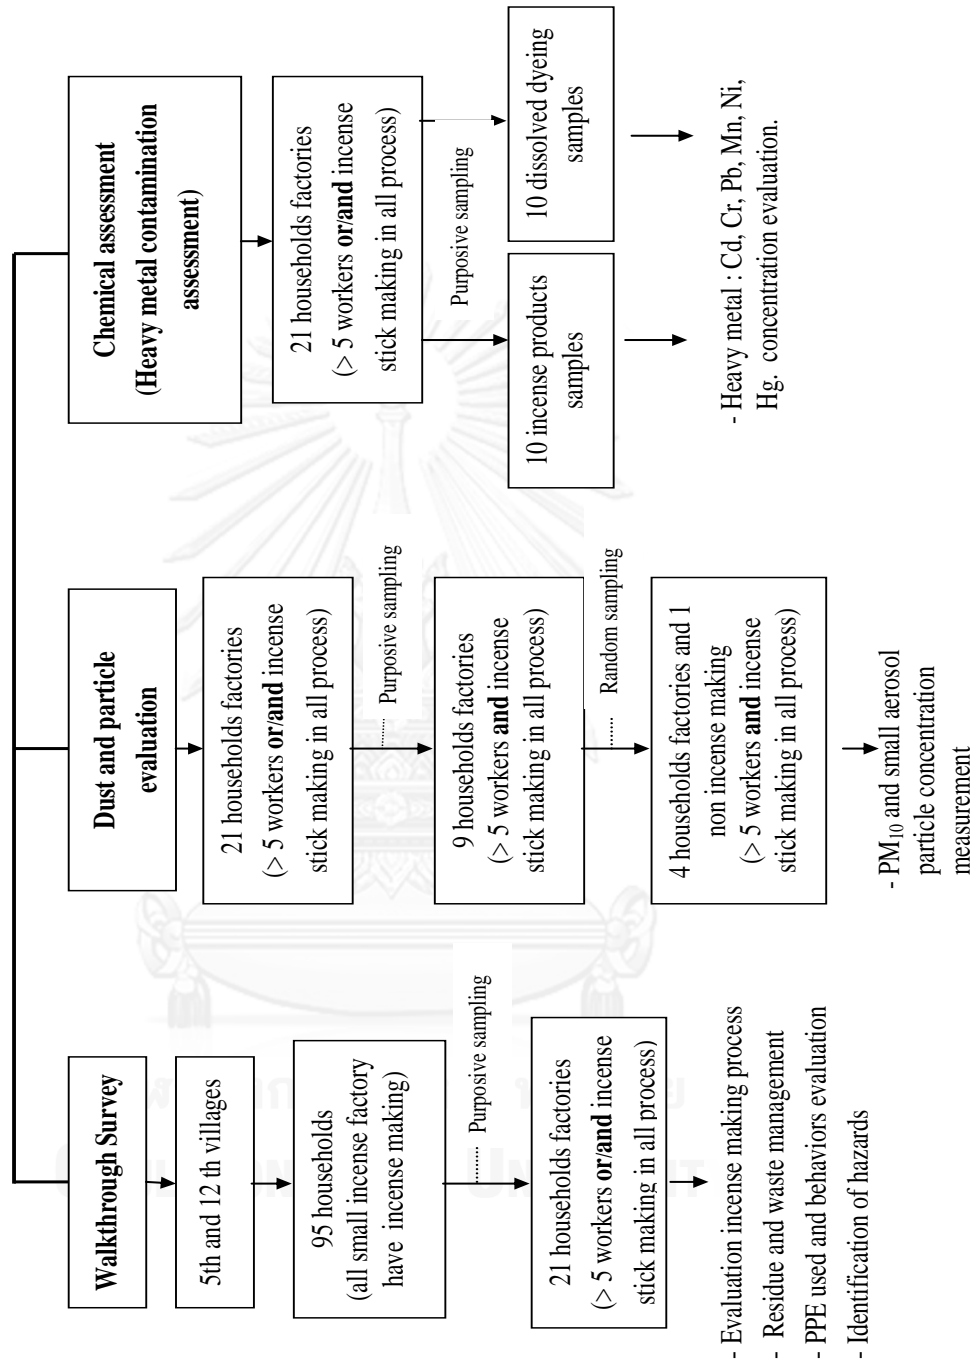 Walkthrough Survey
5th and 12 th villages
95 households
(all small incense factory
have incense making)
Purposive sampling
21 households factories
(> 5 workers or/and incense
stick making in all process)
- Evaluation incense making process
- Residue and waste management
- PPE used and behaviors evaluation
- Identification of hazards
Dust and particle
evaluation
21 households factories
(> 5 workers or/and incense
stick making in all process)
Purposive sampling
9 households factories
(> 5 workers and incense
stick making in all process)
Random sampling
4 households factories and 1
non incense making
(> 5 workers and incense
stick making in all process)
- PM₁₀ and small aerosol
particle concentration
measurement
Chemical assessment
(Heavy metal contamination
assessment)
21 households factories
(> 5 workers or/and incense
stick making in all process)
Purposive sampling
10 incense products
samples
10 dissolved dyeing
samples
- Heavy metal : Cd, Cr, Pb, Mn, Ni,
Hg. concentration evaluation.